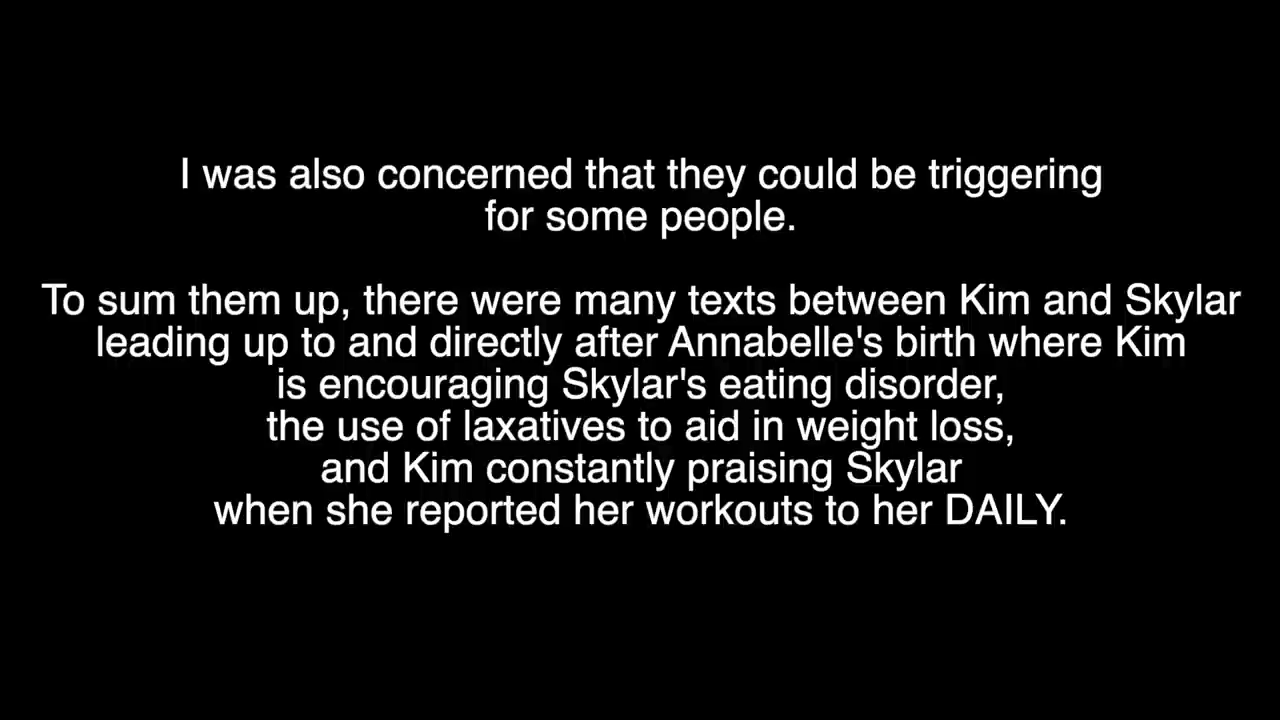 I was also concerned that they could be triggering
for some people.
To sum them up, there were many texts between Kim and Skylar
leading up to and directly after Annabelle's birth where Kim
is encouraging Skylar's eating disorder,
the use of laxatives to aid in weight loss,
and Kim constantly praising Skylar
when she reported her workouts to her DAILY.